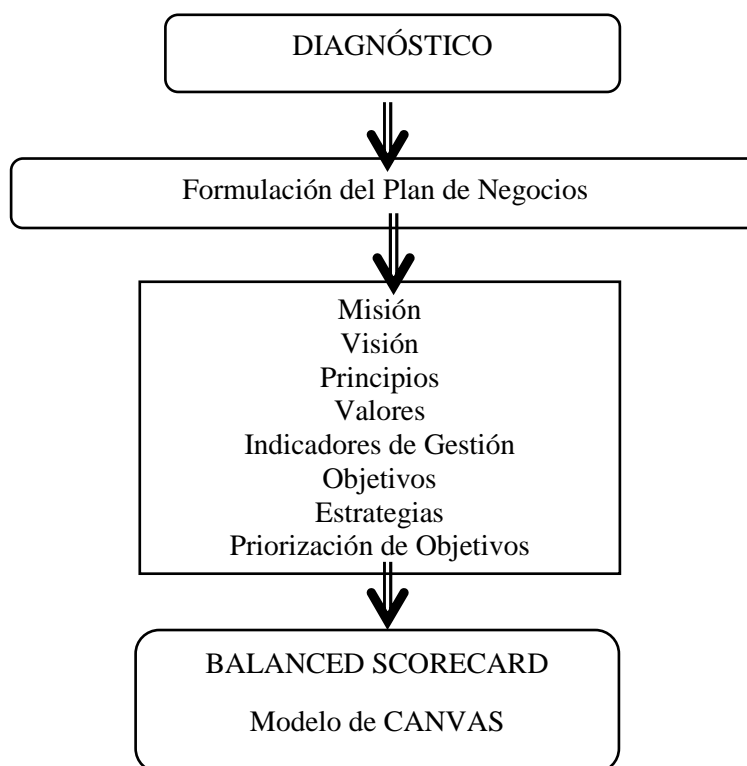 DIAGNÓSTICO
Formulación del Plan de Negocios
Misión
Visión
Principios
Valores
Indicadores de Gestión
Objetivos
Estrategias
Priorización de Objetivos
BALANCED SCORECARD
Modelo de CANVAS